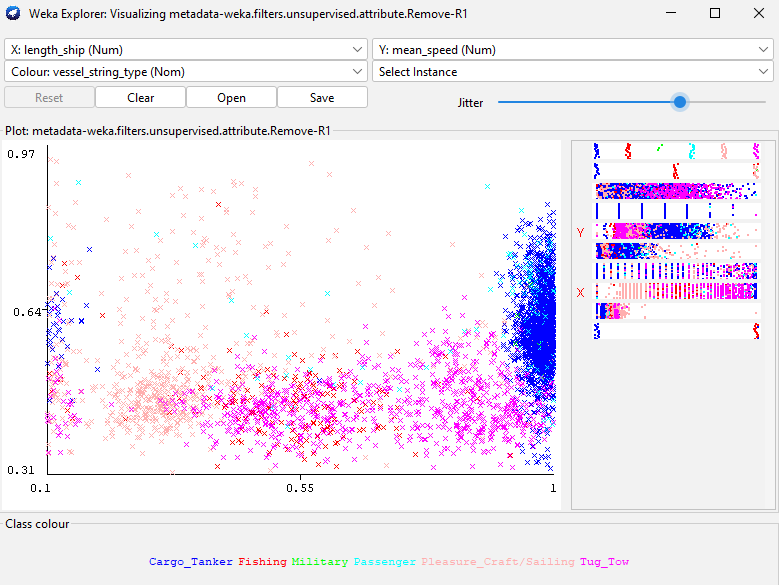 Weka Explorer: Visualizing metadata-weka.filters.unsupervised.attribute.Remove-R1
X: length_ship (Num) Y: mean_speed (Num)
Colour: vessel_string_type (Nom) Select Instance
Reset Clear Open Save Jitter
Plot: metadata-weka.filters.unsupervised.attribute.Remove-R1
0.97
Y
X
0.64
0.31
0.1 0.55 1
Class colour
Cargo_Tanker Fishing Military Passenger Pleasure_Craft/Sailing Tug_Tow